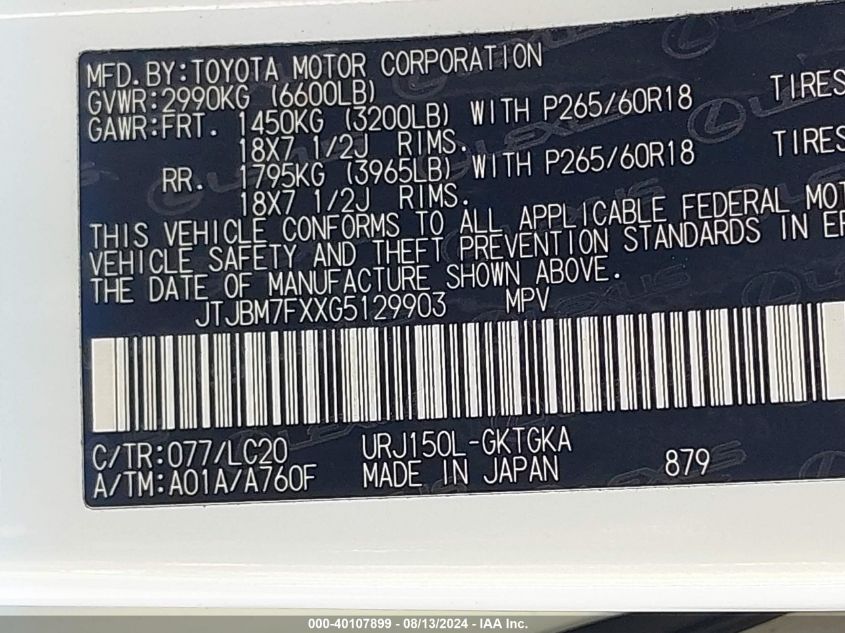 MFD.BY:TOYOTA MOTOR CORPORATION
GVWR:2990KG (6600LB)
GAWR:FRT. 1450KG (3200LB) WITH P265/60R18 TIRES
18X7 1/2J RIMS.
RR. 1795KG (3965LB) WITH P265/60R18 TIRES
18X7 1/2J RIMS.
THIS VEHICLE CONFORMS TO ALL APPLICABLE FEDERAL MOT
VEHICLE SAFETY AND THEFT PREVENTION STANDARDS IN EF
THE DATE OF MANUFACTURE SHOWN ABOVE.
JTJBM7FXXG5129903 MPV
C/TR:077/LC20 URJ150L-GKTGKA
A/TM:A01A/A760F MADE IN JAPAN 879
000-40107899 - 08/13/2024 - IAA Inc.